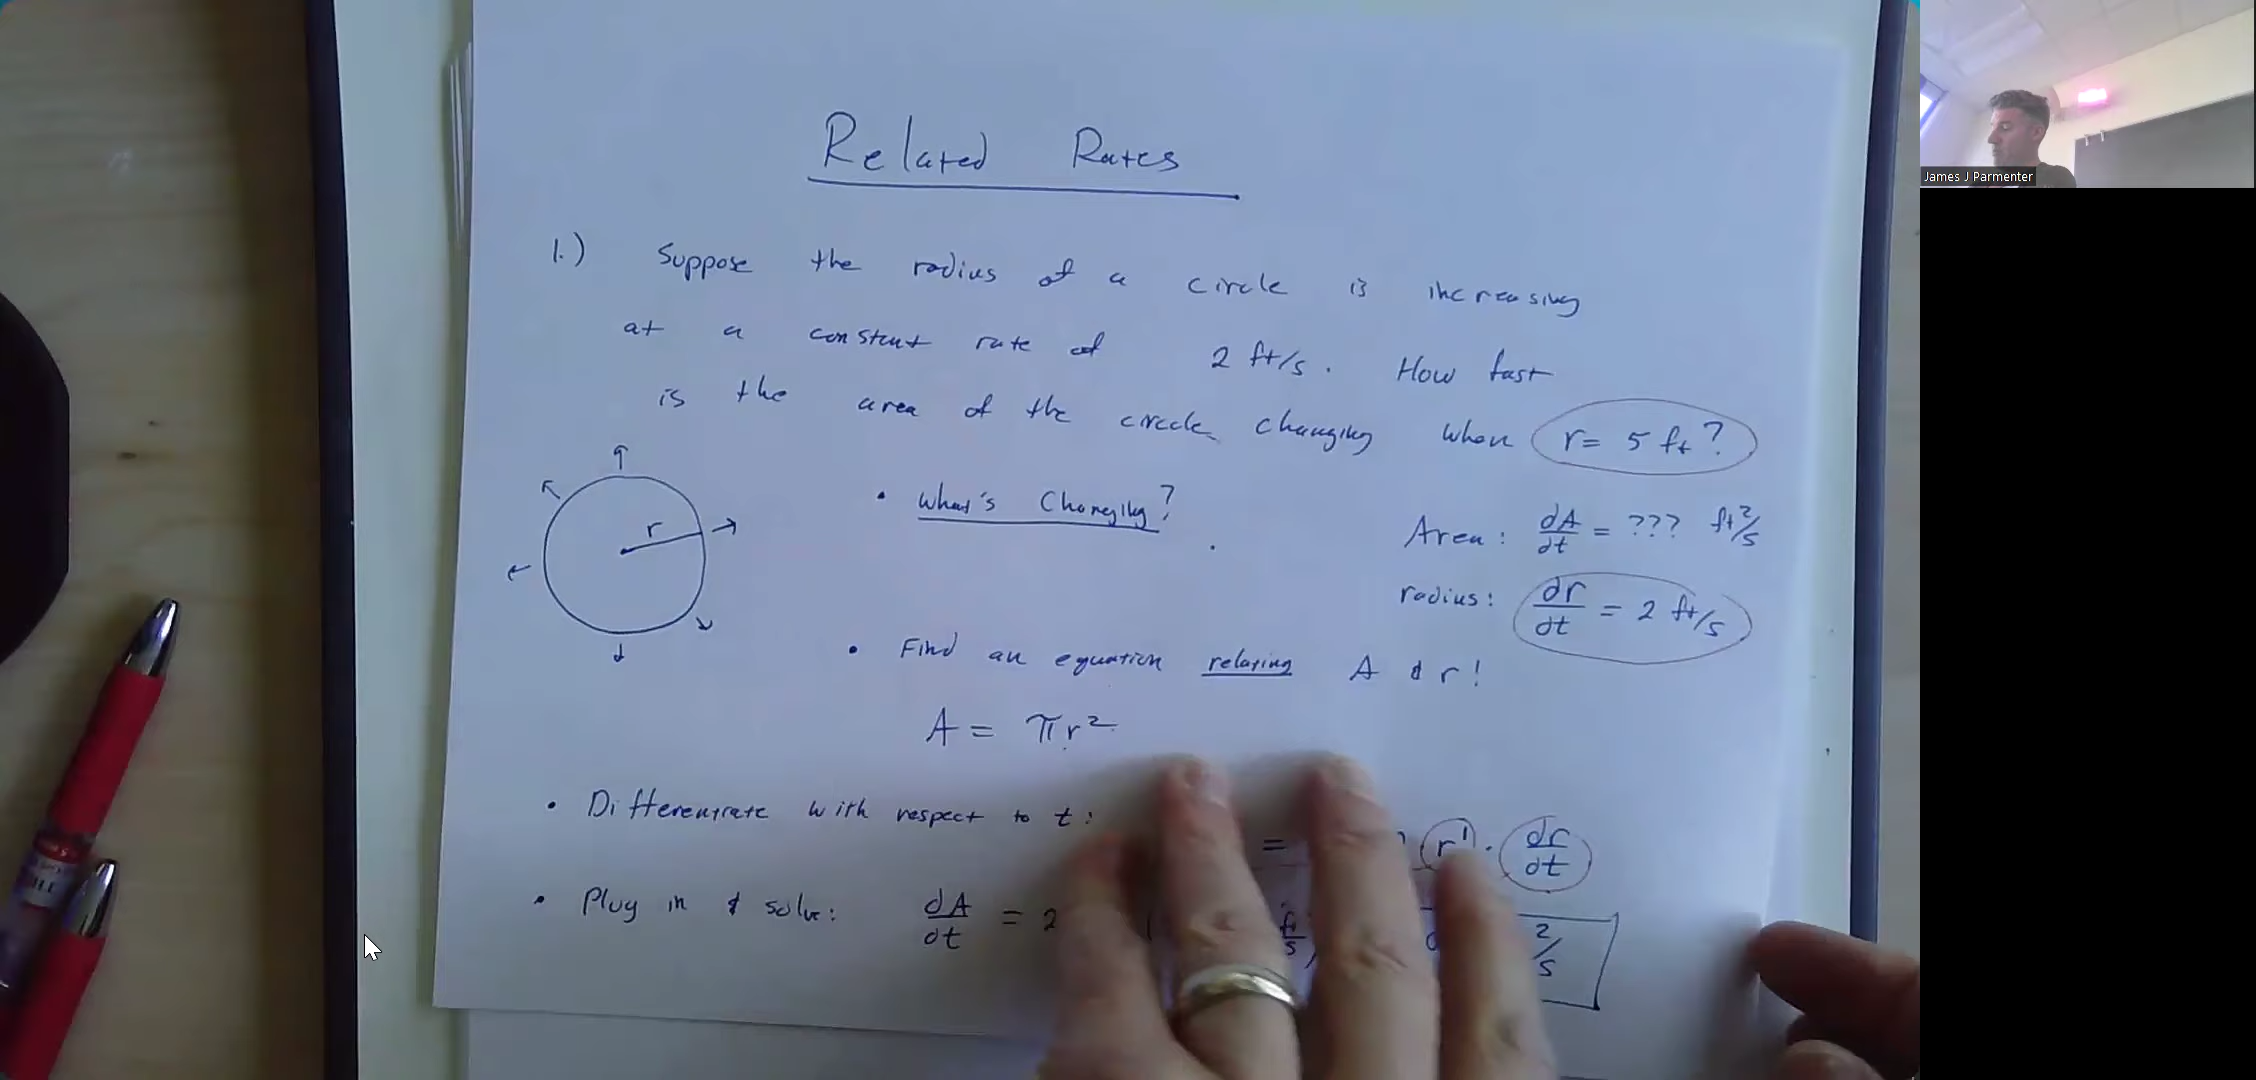 Related Rates
1.) Suppose the radius of a circle is increasing
at a constant rate of 2 ft/s. How fast
is the area of the circle changing when r = 5 ft?
r
• What's Changing?
Area: dA/dt = ??? ft²/s
radius: dr/dt = 2 ft/s
• Find an equation relating A & r!
A = πr²
• Differentiate with respect to t: = r¹ · dr/dt
• Plug in & solve: dA/dt = 2 ft/s) 2/s
James J Parmenter